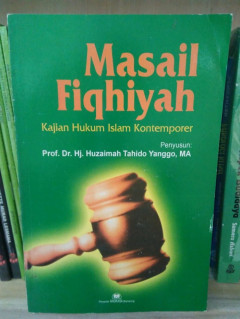 Masail
Fiqhiyah
Kajian Hukum Islam Kontemporer
Penyusun:
Prof. Dr. Hj. Huzaimah Tahido Yanggo, MA